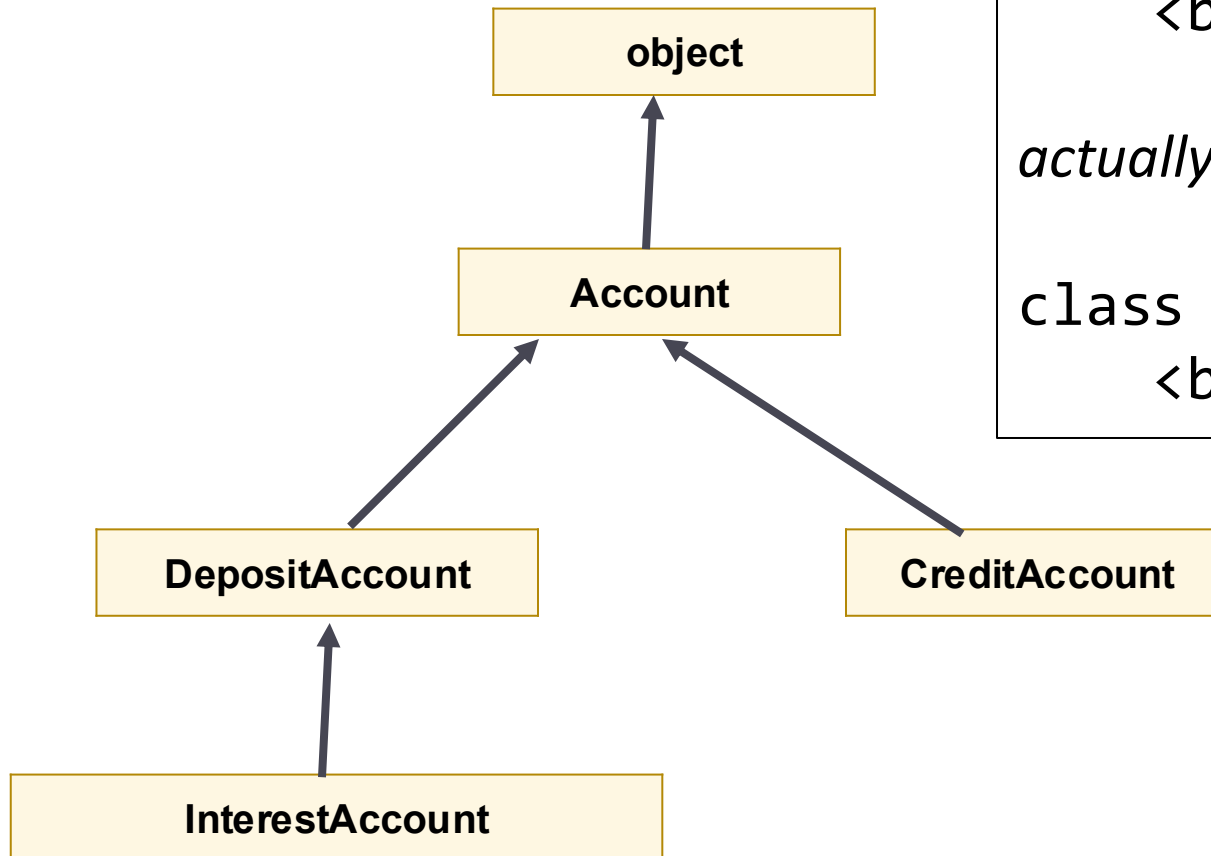 object
Account
DepositAccount
CreditAccount
InterestAccount
<b
actually
class
<b